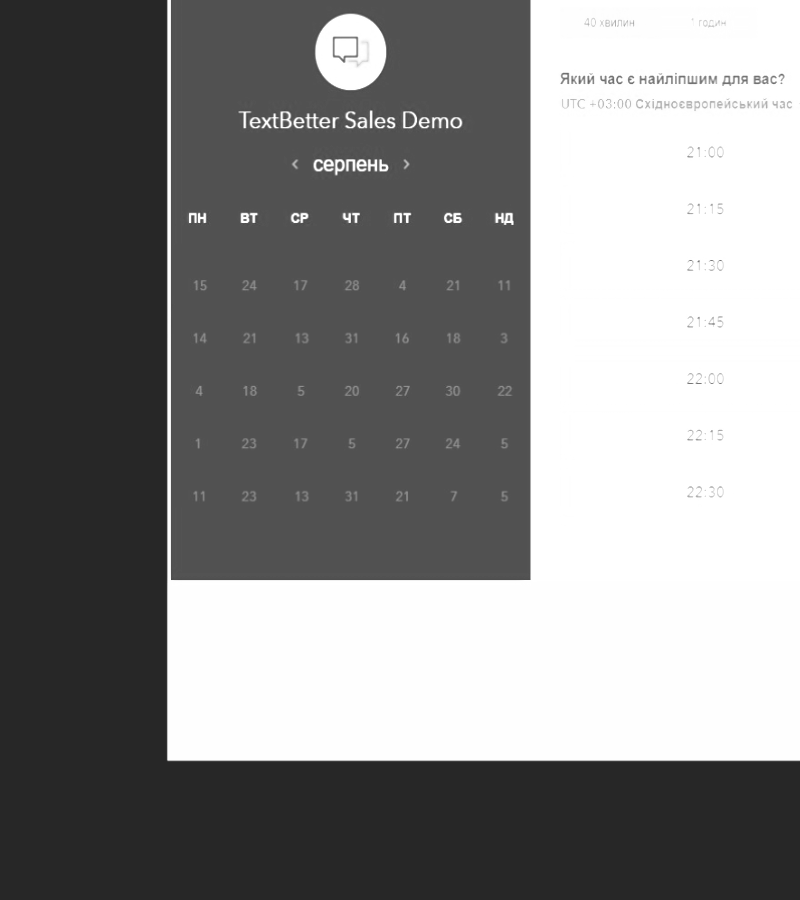 TextBetter Sales Demo
‹ серпень ›
ПН ВТ СР ЧТ ПТ СБ НД
15 24 17 28 4 21 11
14 21 13 31 16 18 3
4 18 5 20 27 30 22
1 23 17 5 27 24 5
11 23 13 31 21 7 5
40 хвилин 1 годин
Який час є найліпшим для вас?
UTC +03:00 Східноєвропейський час
21:00
21:15
21:30
21:45
22:00
22:15
22:30